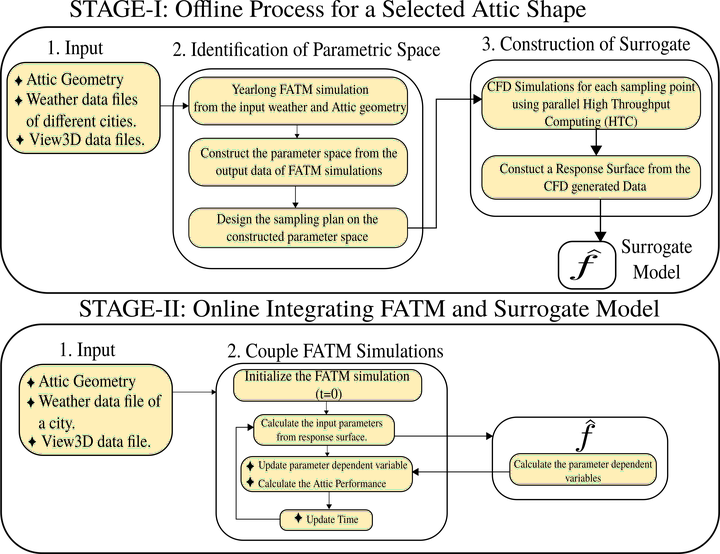 STAGE-I: Offline Process for a Selected Attic Shape
1. Input
✦ Attic Geometry
✦ Weather data files
of different cities.
✦ View3D data files.
2. Identification of Parametric Space
Yearlong FATM simulation
from the input weather and Attic geometry
Construct the parameter space from the
output data of FATM simulations
Design the sampling plan on the
constructed parameter space
3. Construction of Surrogate
CFD Simulations for each sampling point
using parallel High Throughput
Computing (HTC)
Constuct a Response Surface from the
CFD generated Data
f̂
Surrogate
Model
STAGE-II: Online Integrating FATM and Surrogate Model
1. Input
✦ Attic Geometry
✦ Weather data file of
a city.
✦ View3D data file.
2. Couple FATM Simulations
Initialize the FATM simulation
(t=0)
Calculate the input parameters
from response surface.
✦ Update parameter dependent variable
✦ Calculate the Attic Performance
✦ Update Time
f̂
Calculate the parameter dependent
variables